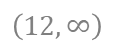 (12, ∞)